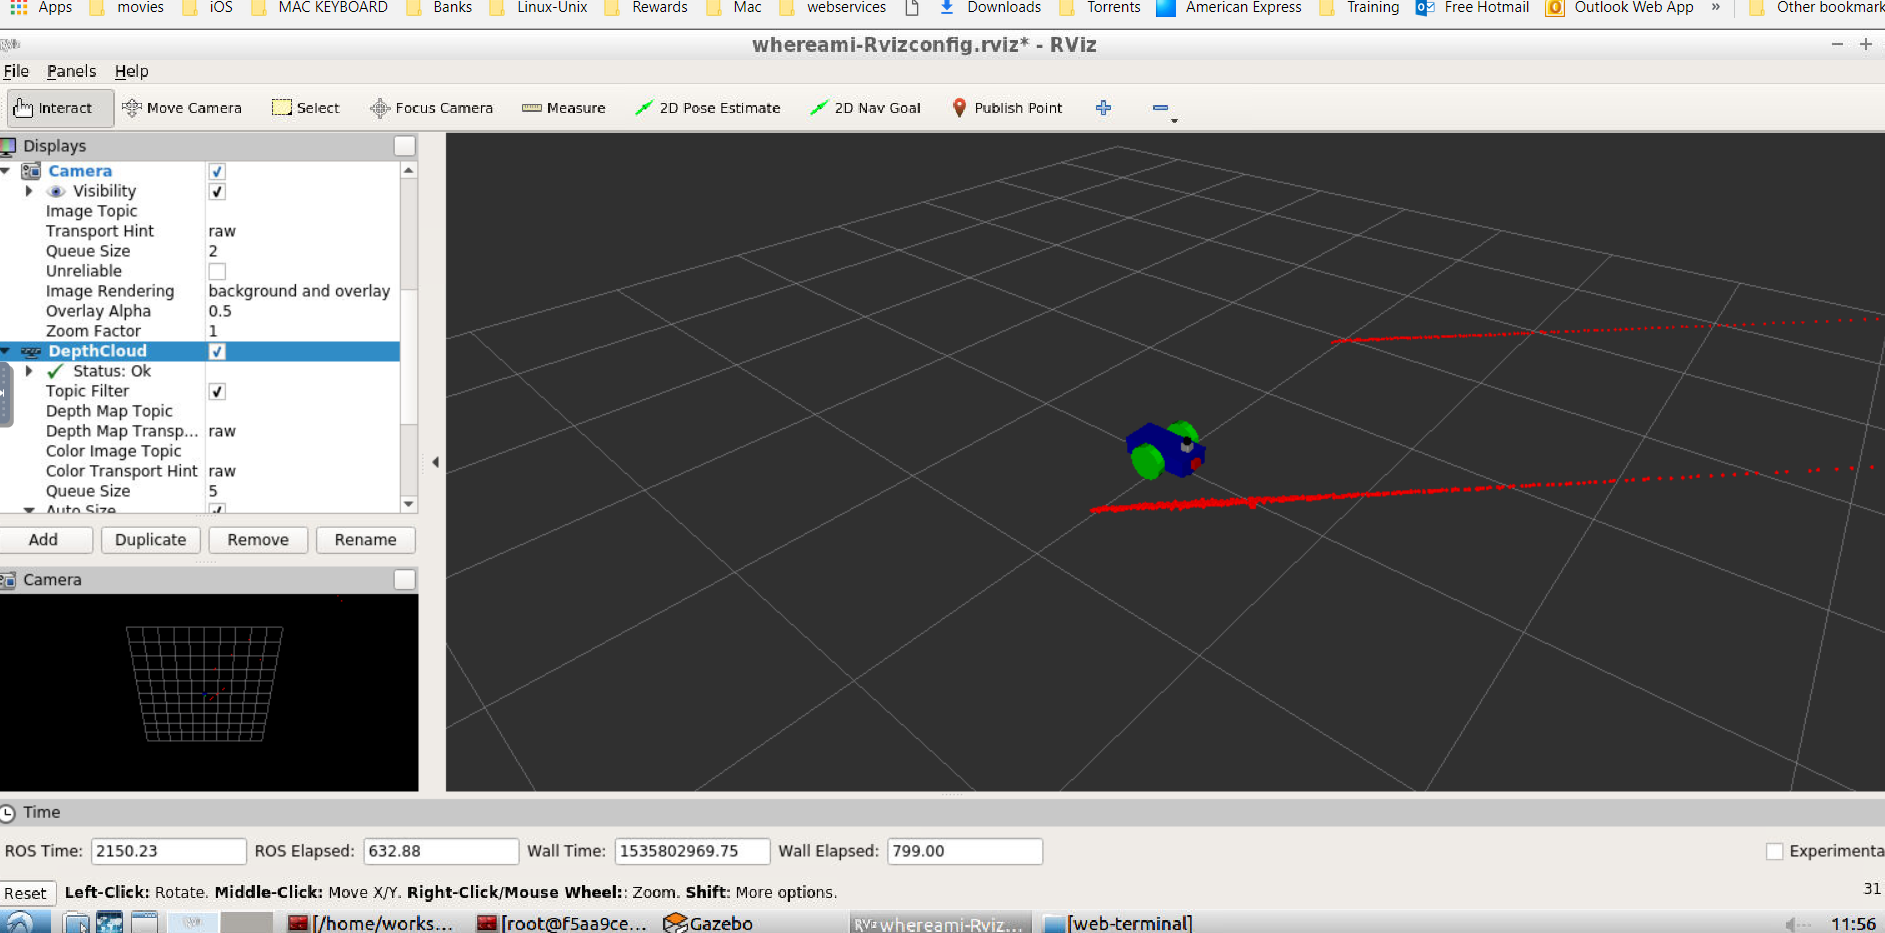 Apps movies iOS MAC KEYBOARD Banks Linux-Unix Rewards Mac webservices Downloads Torrents American Express Training Free Hotmail Outlook Web App » Other bookmark
whereami-Rvizconfig.rviz* - RViz
File Panels Help
Interact Move Camera Select Focus Camera Measure 2D Pose Estimate 2D Nav Goal Publish Point
Displays
Camera
Visibility
Image Topic
Transport Hint raw
Queue Size 2
Unreliable
Image Rendering background and overlay
Overlay Alpha 0.5
Zoom Factor 1
DepthCloud
Status: Ok
Topic Filter
Depth Map Topic
Depth Map Transp... raw
Color Image Topic
Color Transport Hint raw
Queue Size 5
Auto Size
Add Duplicate Remove Rename
Camera
Time
ROS Time: 2150.23 ROS Elapsed: 632.88 Wall Time: 1535802969.75 Wall Elapsed: 799.00 Experimenta
Reset Left-Click: Rotate. Middle-Click: Move X/Y. Right-Click/Mouse Wheel:: Zoom. Shift: More options. 31
[/home/works... [root@f5aa9ce... Gazebo RViz whereami-Rviz... [web-terminal] 11:56